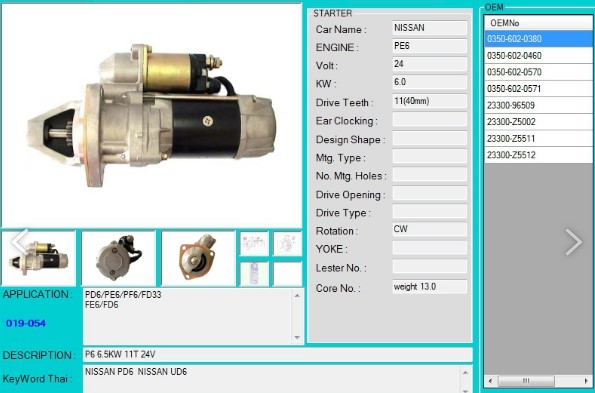 STARTER
Car Name : NISSAN
ENGINE : PE6
Volt : 24
KW : 6.0
Drive Teeth : 11(40mm)
Ear Clocking :
Design Shape :
Mtg. Type :
No. Mtg. Holes :
Drive Opening :
Drive Type :
Rotation : CW
YOKE :
Lester No. :
Core No. : weight 13.0
OEM
OEMNo
0350-602-0380
0350-602-0460
0350-602-0570
0350-602-0571
23300-96509
23300-Z5002
23300-Z5511
23300-Z5512
APPLICATION : PD6/PE6/PF6/FD33
FE6/FD6
019-054
DESCRIPTION : P6 6.5KW 11T 24V
KeyWord Thai : NISSAN PD6 NISSAN UD6